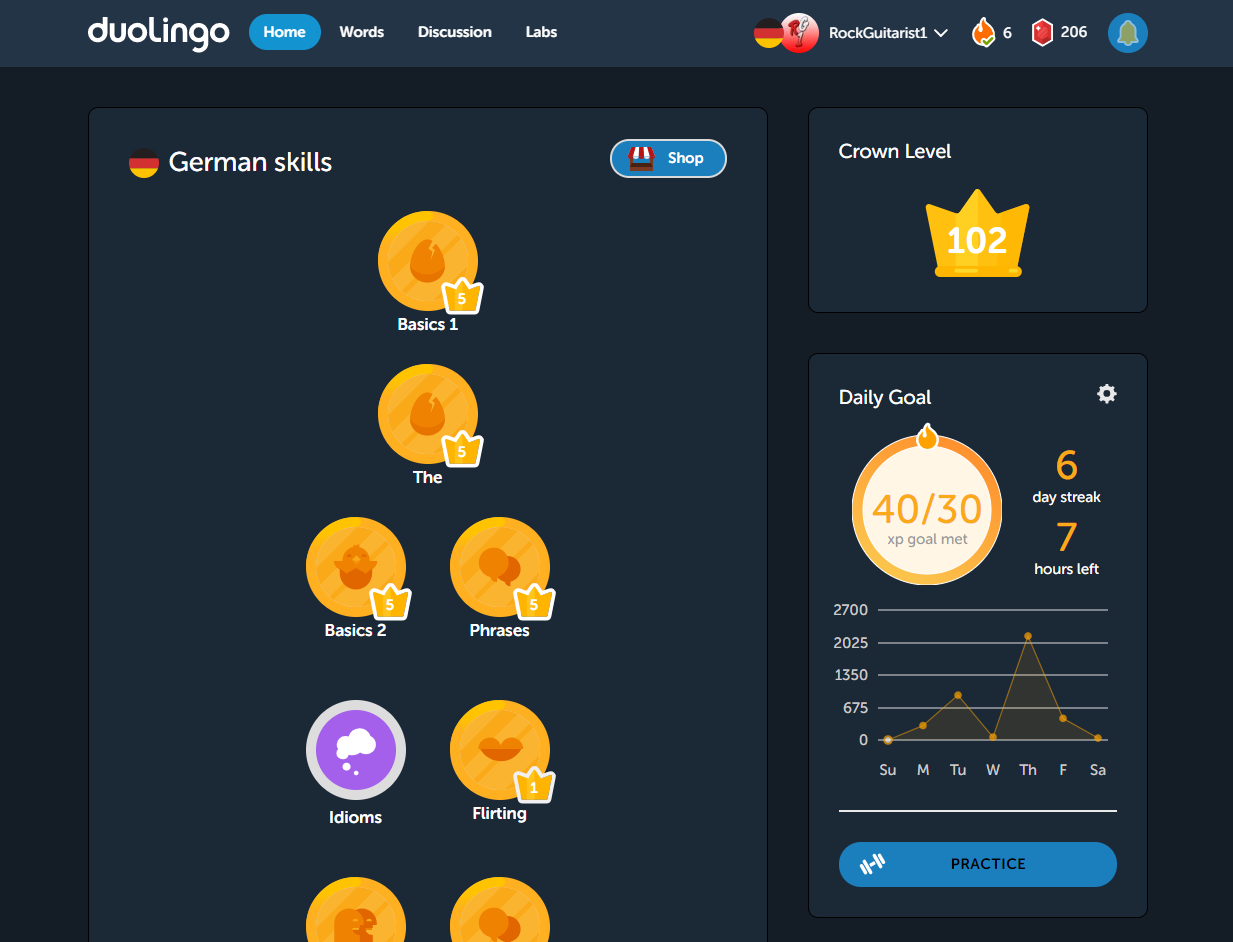 duolingo Home Words Discussion Labs RG RockGuitarist1 6 206
German skills
Shop
5
Basics 1
5
The
5
5
Basics 2
Phrases
1
Idioms
Flirting
Crown Level
102
Daily Goal
40/30
xp goal met
6
day streak
7
hours left
2700
2025
1350
675
0
Su M Tu W Th F Sa
PRACTICE